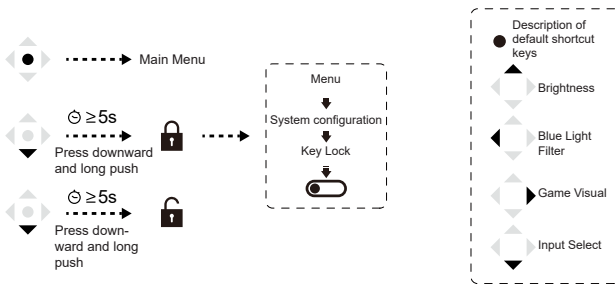 Main Menu
≥5s
Press downward
and long push
≥5s
Press down-
ward and long
push
Menu
System configuration
Key Lock
Description of
default shortcut
keys
Brightness
Blue Light
Filter
Game Visual
Input Select